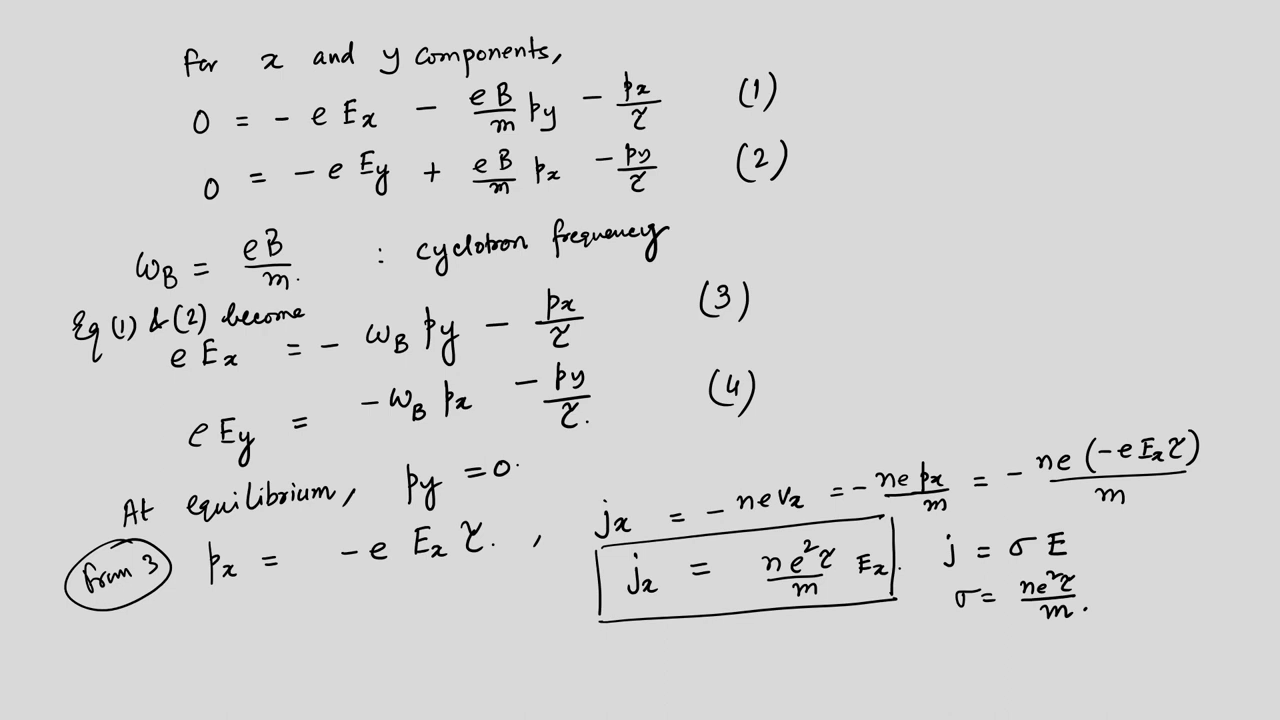 For x and y components,
0 = - e Ex - eB/m py - px/τ (1)
0 = - e Ey + eB/m px - py/τ (2)
ωB = eB/m. : cyclotron frequency
Eq (1) & (2) become
e Ex = - ωB py - px/τ (3)
e Ey = - ωB px - py/τ. (4)
At equilibrium, py = 0.
From 3 px = - e Ex τ. , jx = - nevx = - ne px/m = - ne (-e Ex τ)/m
jx = ne²τ/m Ex. j = σ E
σ = ne²τ/m.